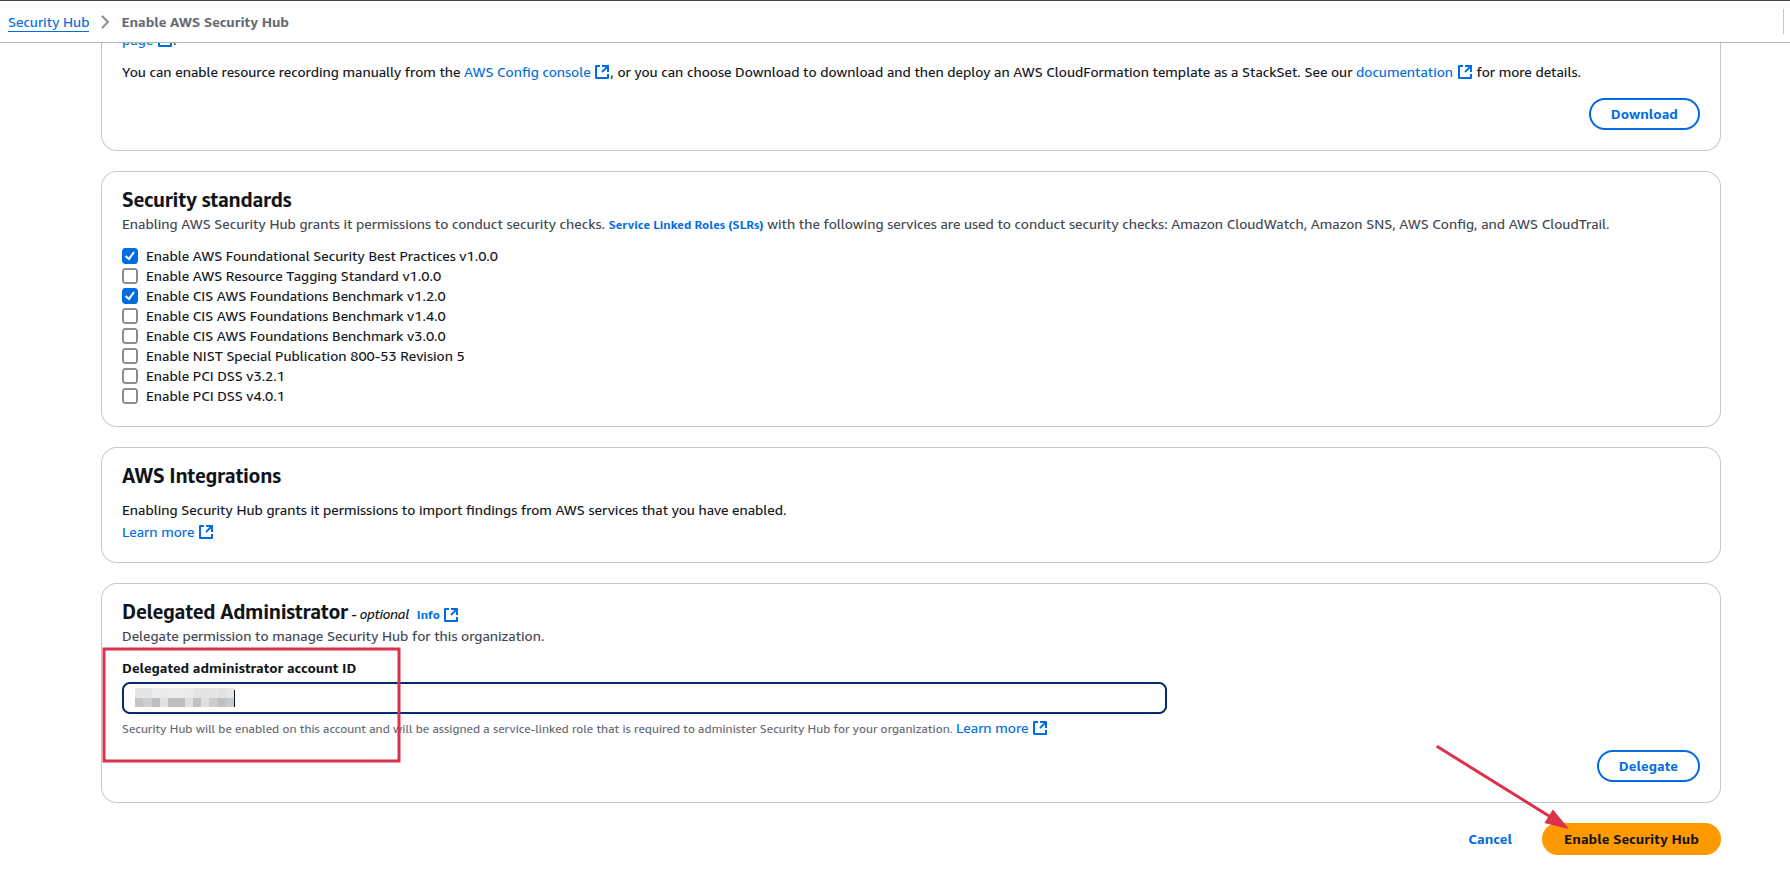 Security Hub > Enable AWS Security Hub
page .
You can enable resource recording manually from the AWS Config console , or you can choose Download to download and then deploy an AWS CloudFormation template as a StackSet. See our documentation for more details.
Download
Security standards
Enabling AWS Security Hub grants it permissions to conduct security checks. Service Linked Roles (SLRs) with the following services are used to conduct security checks: Amazon CloudWatch, Amazon SNS, AWS Config, and AWS CloudTrail.
Enable AWS Foundational Security Best Practices v1.0.0
Enable AWS Resource Tagging Standard v1.0.0
Enable CIS AWS Foundations Benchmark v1.2.0
Enable CIS AWS Foundations Benchmark v1.4.0
Enable CIS AWS Foundations Benchmark v3.0.0
Enable NIST Special Publication 800-53 Revision 5
Enable PCI DSS v3.2.1
Enable PCI DSS v4.0.1
AWS Integrations
Enabling Security Hub grants it permissions to import findings from AWS services that you have enabled.
Learn more
Delegated Administrator - optional Info
Delegate permission to manage Security Hub for this organization.
Delegated administrator account ID
Security Hub will be enabled on this account and will be assigned a service-linked role that is required to administer Security Hub for your organization. Learn more
Delegate
Cancel
Enable Security Hub